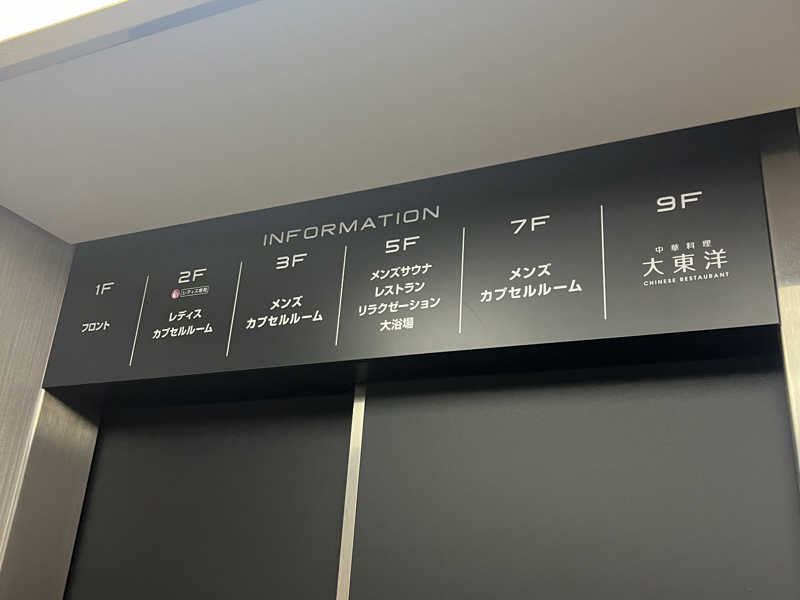 INFORMATION
1F
フロント
2F
レディス専用
レディス
カプセルルーム
3F
メンズ
カプセルルーム
5F
メンズサウナ
レストラン
リラクゼーション
大浴場
7F
メンズ
カプセルルーム
9F
中華料理
大東洋
CHINESE RESTAURANT